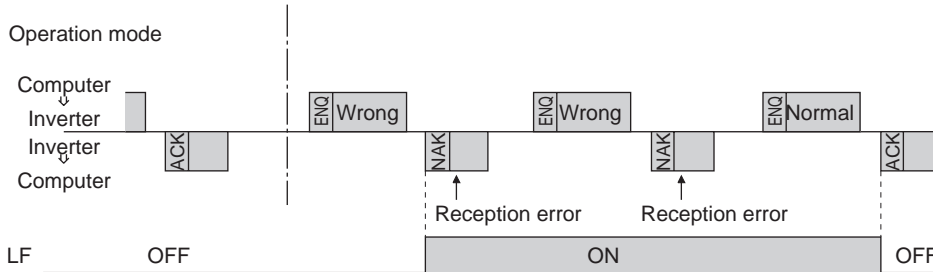 Operation mode
Computer
Inverter
Inverter
Computer
ENQ Wrong
ENQ Wrong
ENQ Normal
ACK
NAK
NAK
ACK
Reception error
Reception error
LF OFF ON OFF